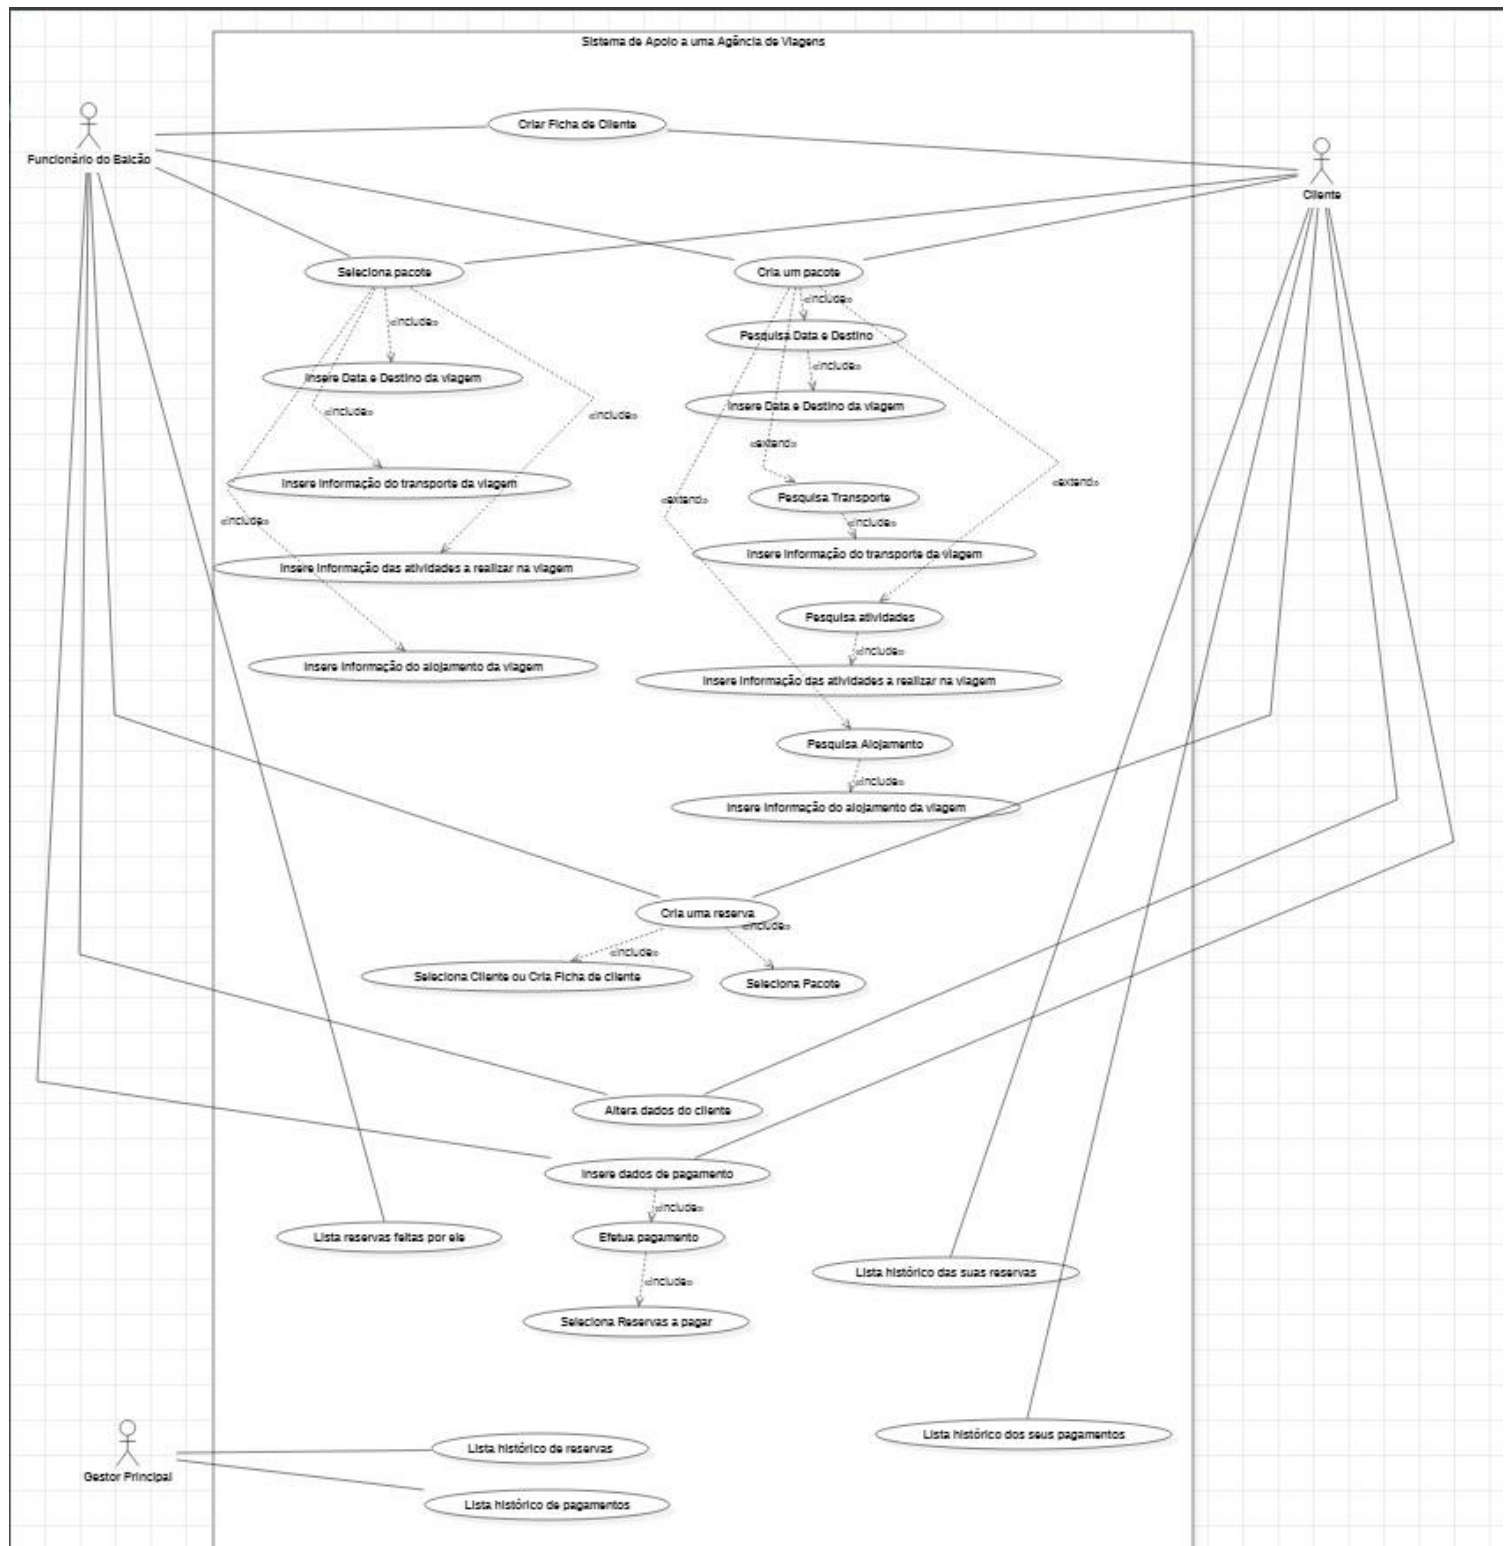 Sistema de Apoio a uma Agência de Viagens
Criar Ficha de Cliente
Funcionário do Balcão
Cliente
Seleciona pacote
Cria um pacote
«include»
«include»
Pesquisa Data e Destino
«include»
Insere Data e Destino da viagem
Insere Data e Destino da viagem
«include»
«include»
«extend»
Insere informação do transporte da viagem
«extend»
Pesquisa Transporte
«extend»
«include»
«include»
Insere informação do transporte da viagem
Insere informação das atividades a realizar na viagem
Pesquisa atividades
«include»
Insere informação do alojamento da viagem
Insere informação das atividades a realizar na viagem
Pesquisa Alojamento
«include»
Insere informação do alojamento da viagem
Cria uma reserva
«include»
«include»
Seleciona Cliente ou Cria Ficha de cliente
Seleciona Pacote
Altera dados do cliente
Insere dados de pagamento
«include»
Lista reservas feitas por ele
Efetua pagamento
Lista histórico das suas reservas
«include»
Seleciona Reservas a pagar
Lista histórico dos seus pagamentos
Lista histórico de reservas
Gestor Principal
Lista histórico de pagamentos